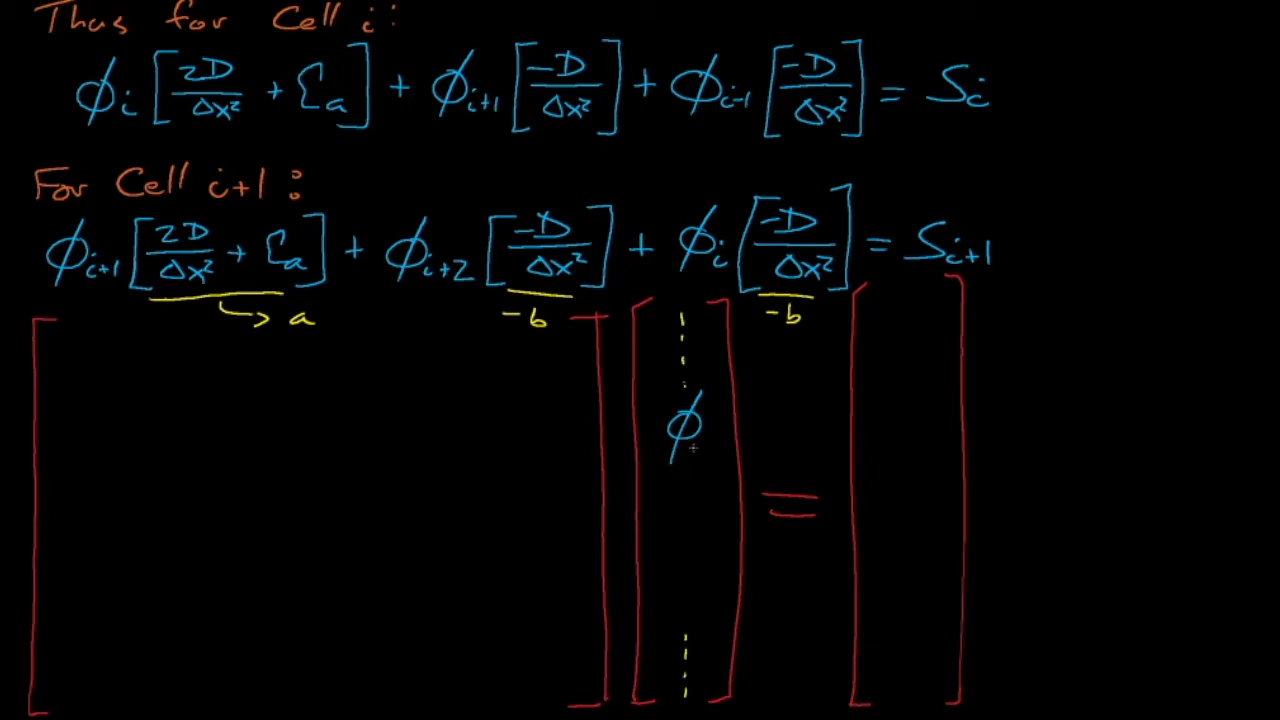 Thus for Cell i:
ϕi [2D/Δx² + Σa] + ϕi+1 [-D/Δx²] + ϕi-1 [-D/Δx²] = Si
For Cell i+1:
ϕi+1 [2D/Δx² + Σa] + ϕi+2 [-D/Δx²] + ϕi [-D/Δx²] = Si+1
↳ a -b -b
[ ] [ϕ] = [ ]